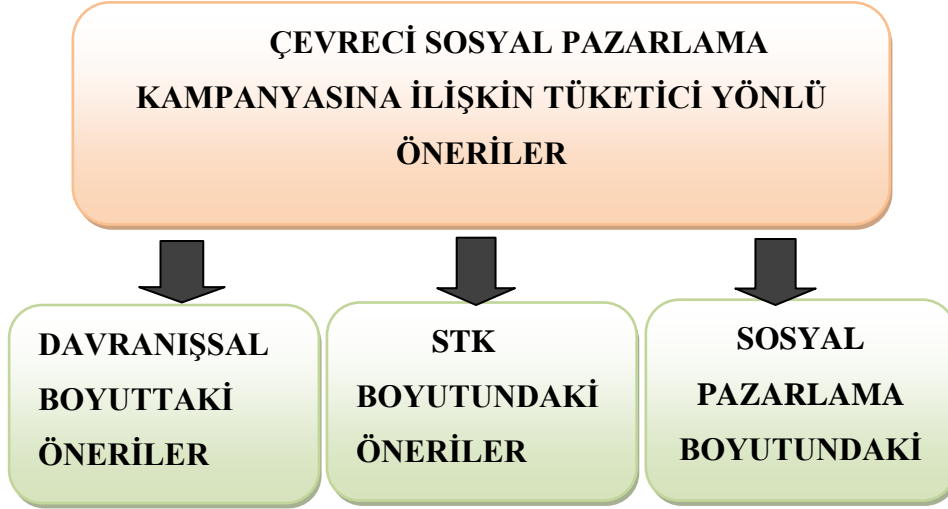 ÇEVRECİ SOSYAL PAZARLAMA
KAMPANYASINA İLİŞKİN TÜKETİCİ YÖNLÜ
ÖNERİLER
DAVRANIŞSAL
BOYUTTAKİ
ÖNERİLER
STK
BOYUTUNDAKİ
ÖNERİLER
SOSYAL
PAZARLAMA
BOYUTUNDAKİ